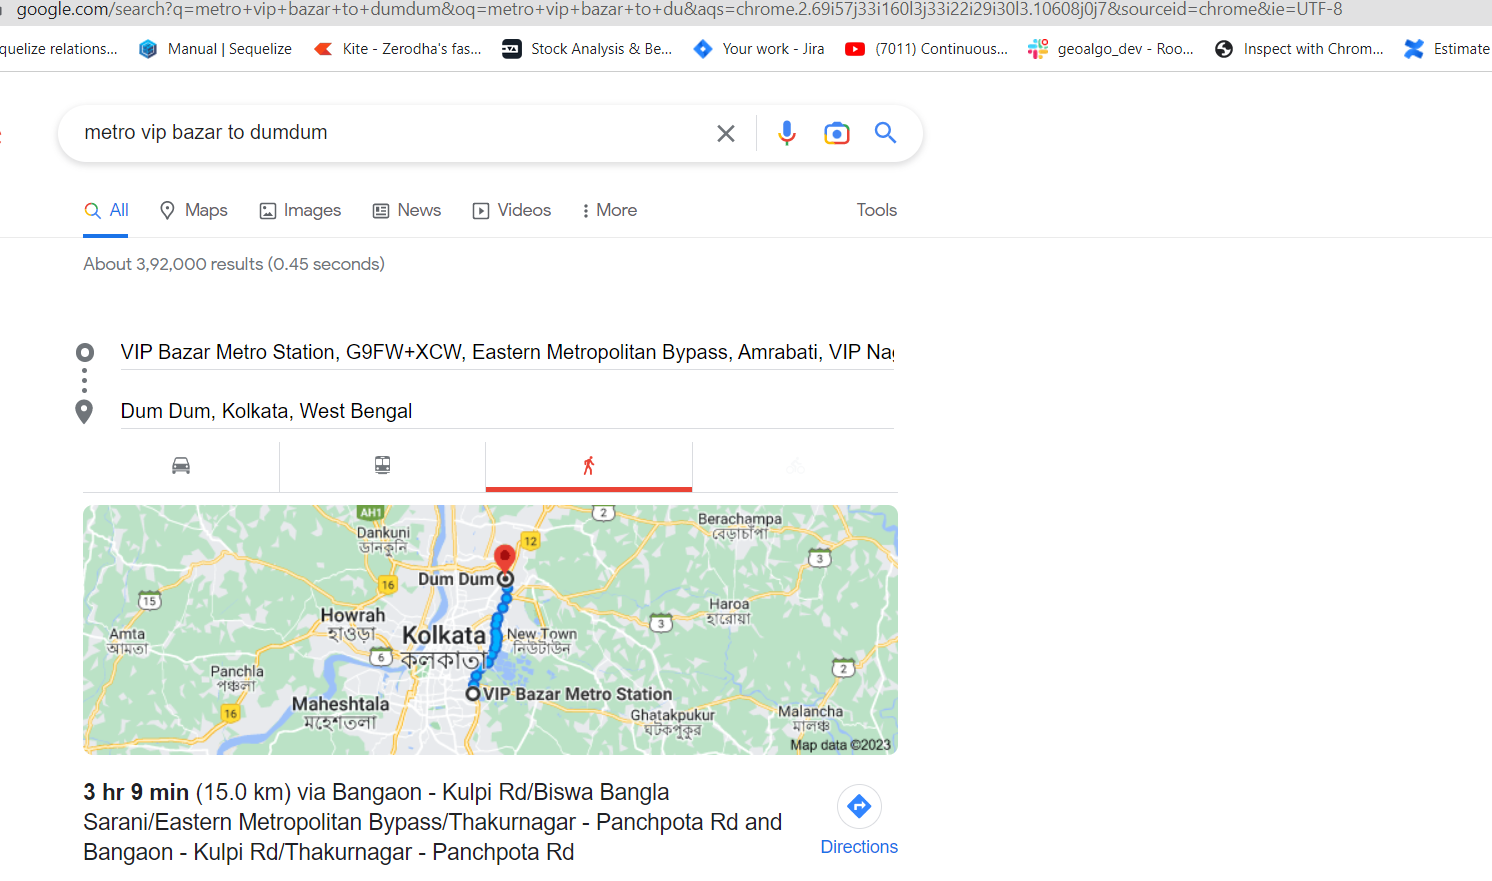 google.com/search?q=metro+vip+bazar+to+dumdum&oq=metro+vip+bazar+to+du&aqs=chrome.2.69i57j33i160l3j33i22i29i30l3.10608j0j7&sourceid=chrome&ie=UTF-8
quelize relations... Manual | Sequelize Kite - Zerodha's fas... Stock Analysis & Be... Your work - Jira (7011) Continuous... geoalgo_dev - Roo... Inspect with Chrom... Estimate
metro vip bazar to dumdum
All Maps Images News Videos More Tools
About 3,92,000 results (0.45 seconds)
VIP Bazar Metro Station, G9FW+XCW, Eastern Metropolitan Bypass, Amrabati, VIP Nag
Dum Dum, Kolkata, West Bengal
AH1
2
Berachampa
বেড়াচাঁপা
Dankuni
ডানকুনি
12
3
Dum Dum
16
15
Haroa
হারোয়া
Howrah
হাওড়া
3
Amta
আমতা
Kolkata
কলকাতা
New Town
নিউটাউন
6
2
Panchla
পঞ্চলা
VIP Bazar Metro Station
Maheshtala
মহেশতলা
16
Ghatakpukur
ঘটকপুকুর
Malancha
মালঞ্চ
Map data ©2023
3 hr 9 min (15.0 km) via Bangaon - Kulpi Rd/Biswa Bangla
Sarani/Eastern Metropolitan Bypass/Thakurnagar - Panchpota Rd and
Bangaon - Kulpi Rd/Thakurnagar - Panchpota Rd
Directions